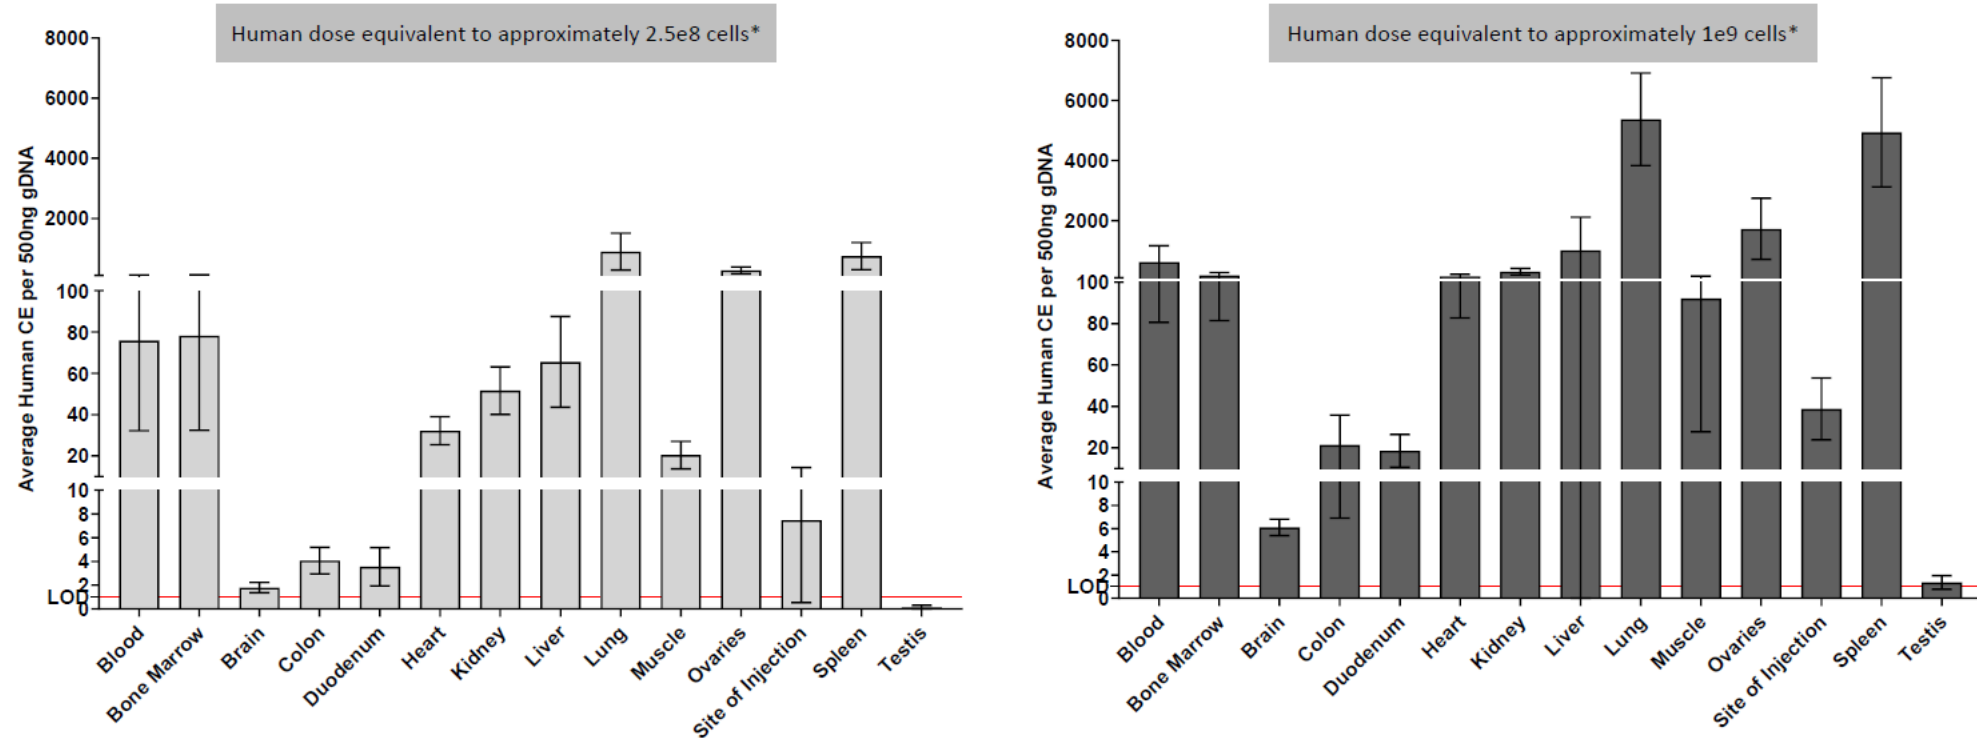 Human dose equivalent to approximately 2.5e8 cells*
Average Human CE per 500ng gDNA
8000
6000
4000
2000
100
80
60
40
20
10
8
6
4
2
LOD
0
Blood
Bone Marrow
Brain
Colon
Duodenum
Heart
Kidney
Liver
Lung
Muscle
Ovaries
Site of Injection
Spleen
Testis
Human dose equivalent to approximately 1e9 cells*
Average Human CE per 500ng gDNA
8000
6000
4000
2000
100
80
60
40
20
10
8
6
4
2
LOD
0
Blood
Bone Marrow
Brain
Colon
Duodenum
Heart
Kidney
Liver
Lung
Muscle
Ovaries
Site of Injection
Spleen
Testis